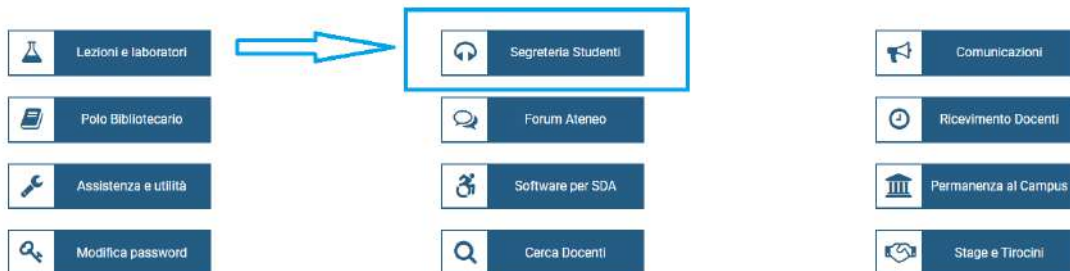 Lezioni e laboratori
Segreteria Studenti
Comunicazioni
Polo Bibliotecario
Forum Ateneo
Ricevimento Docenti
Assistenza e utilità
Software per SDA
Permanenza al Campus
Modifica password
Cerca Docenti
Stage e Tirocini